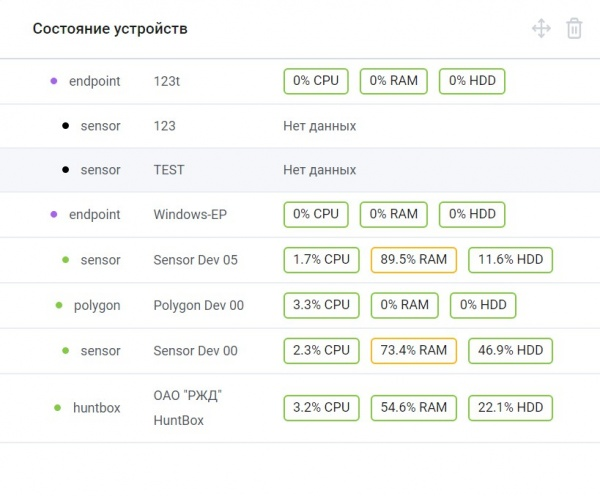 Состояние устройств
endpoint 123t 0% CPU 0% RAM 0% HDD
sensor 123 Нет данных
sensor TEST Нет данных
endpoint Windows-EP 0% CPU 0% RAM 0% HDD
sensor Sensor Dev 05 1.7% CPU 89.5% RAM 11.6% HDD
polygon Polygon Dev 00 3.3% CPU 0% RAM 0% HDD
sensor Sensor Dev 00 2.3% CPU 73.4% RAM 46.9% HDD
huntbox ОАО "РЖД" HuntBox 3.2% CPU 54.6% RAM 22.1% HDD